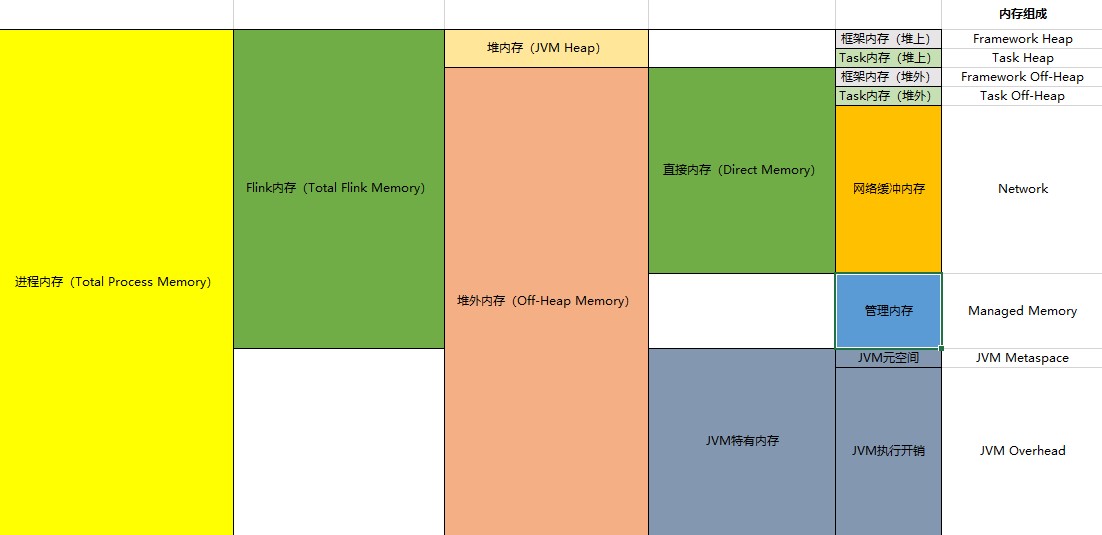 内存组成
框架内存（堆上） Framework Heap
堆内存（JVM Heap）
Task内存（堆上） Task Heap
框架内存（堆外） Framework Off-Heap
Task内存（堆外） Task Off-Heap
直接内存（Direct Memory）
Flink内存（Total Flink Memory） 网络缓冲内存 Network
进程内存（Total Process Memory）
堆外内存（Off-Heap Memory）
管理内存 Managed Memory
JVM元空间 JVM Metaspace
JVM特有内存
JVM执行开销 JVM Overhead